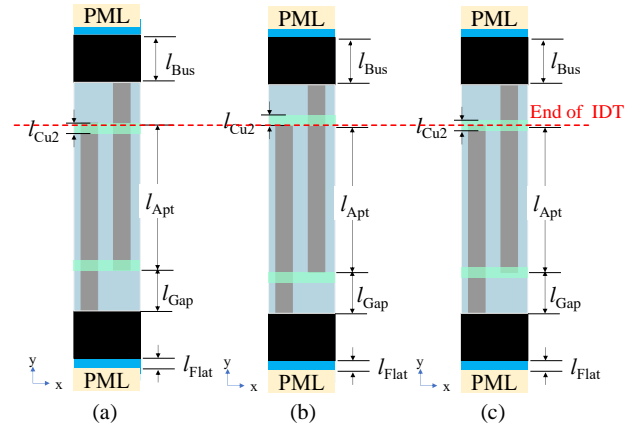 PML PML PML
l_Bus l_Bus l_Bus
End of IDT
l_Cu2 l_Cu2 l_Cu2
l_Apt l_Apt l_Apt
l_Gap l_Gap l_Gap
y y y
l_Flat l_Flat l_Flat
x PML x PML x PML
(a) (b) (c)